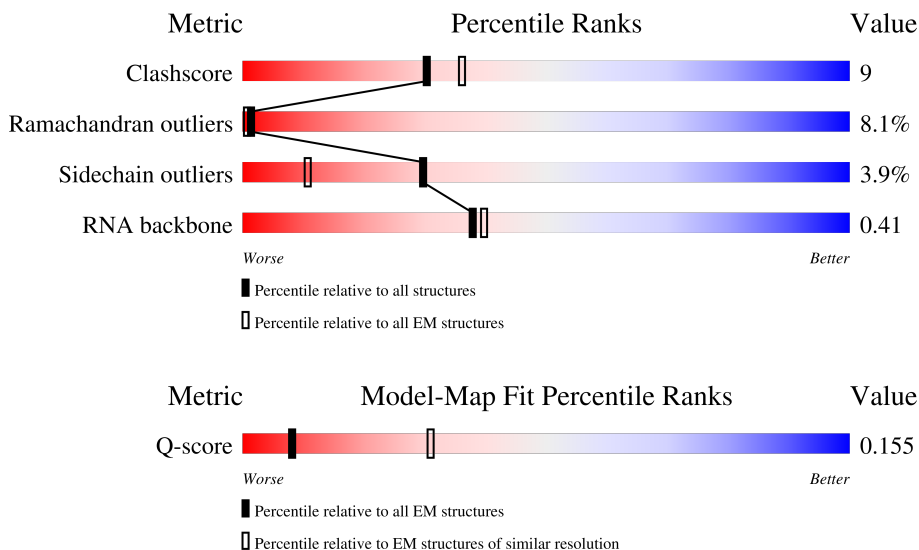 Metric Percentile Ranks Value
Clashscore 9
Ramachandran outliers 8.1%
Sidechain outliers 3.9%
RNA backbone 0.41
Worse Better
Percentile relative to all structures
Percentile relative to all EM structures
Metric Model-Map Fit Percentile Ranks Value
Q-score 0.155
Worse Better
Percentile relative to all EM structures
Percentile relative to EM structures of similar resolution